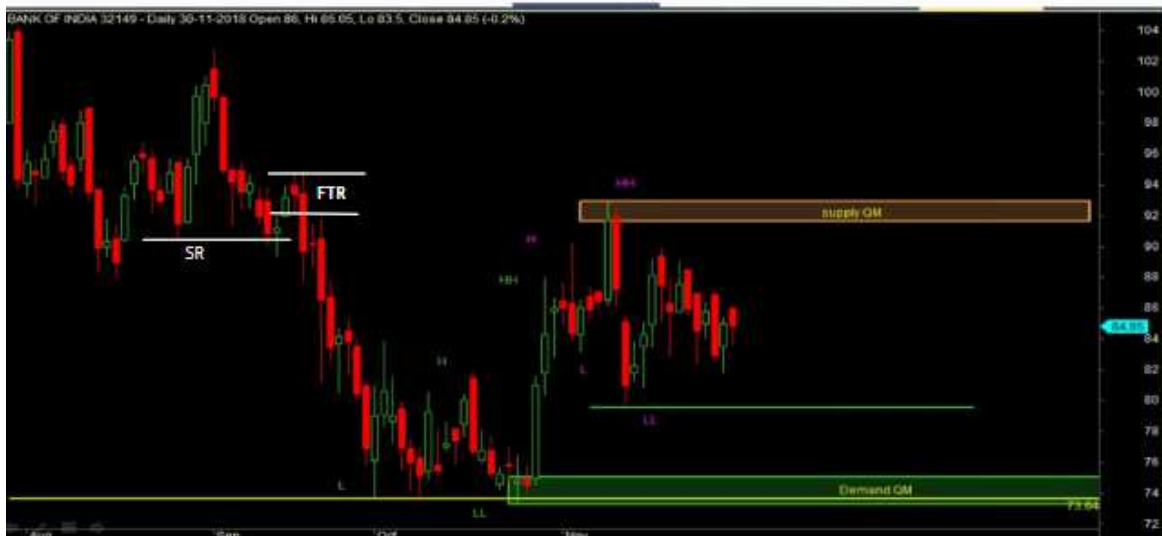 BANK OF INDIA 32149 - Daily 30-11-2018 Open 86, Hi 86.05, Lo 83.5, Close 84.85 (-0.2%)
104
102
100
98
96
94
92
90
88
86
84.85
82
80
78
76
74
73.64
72
FTR
SR
HH
supply QM
H
HH
L
H
LL
L
LL
Demand QM
Aug
Sep
Oct
Nov